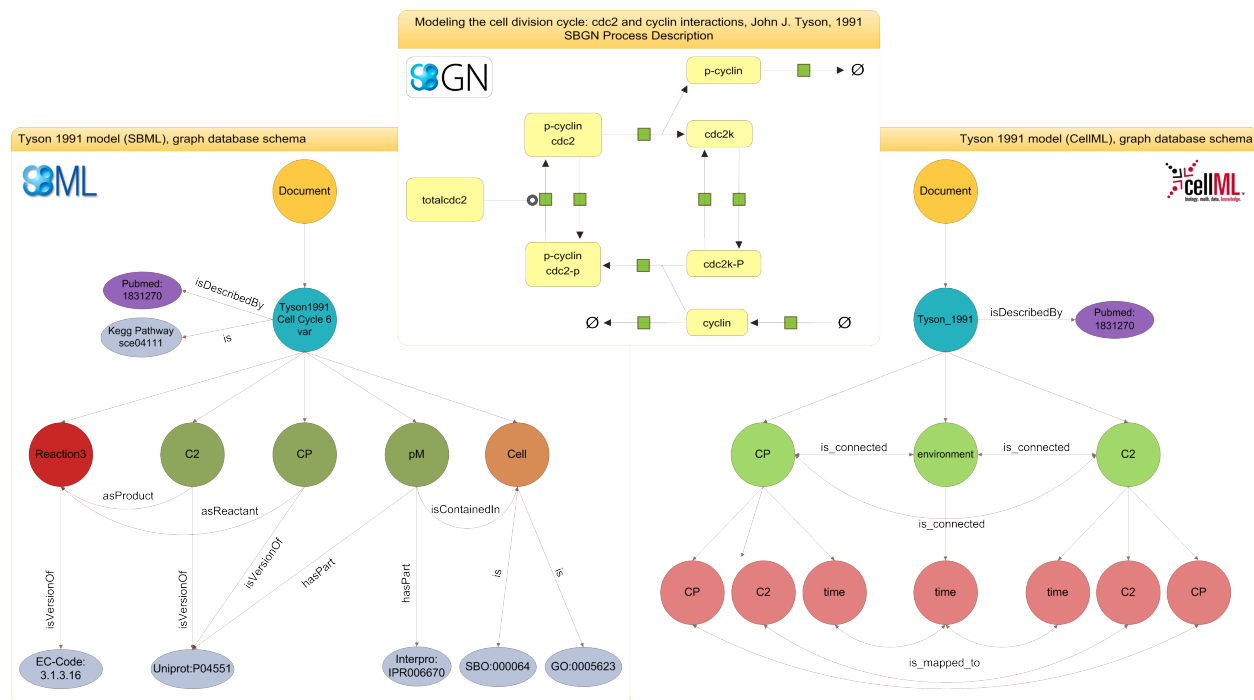 Modeling the cell division cycle: cdc2 and cyclin interactions, John J. Tyson, 1991
SBGN Process Description
SBGN
p-cyclin
Ø
p-cyclin
cdc2
cdc2k
totalcdc2
p-cyclin
cdc2-p
cdc2k-P
Ø
cyclin
Ø
Tyson 1991 model (SBML), graph database schema
SBML
Document
Pubmed:
1831270
isDescribedBy
Tyson1991
Cell Cycle 6
var
Kegg Pathway
sce04111
is
Reaction3
C2
CP
pM
Cell
asProduct
asReactant
isContainedIn
isVersionOf
isVersionOf
isVersionOf
hasPart
hasPart
is
is
EC-Code:
3.1.3.16
Uniprot:P04551
Interpro:
IPR006670
SBO:000064
GO:0005623
Tyson 1991 model (CellML), graph database schema
cellML
biology. math. data. knowledge.
Document
Tyson_1991
isDescribedBy
Pubmed:
1831270
CP
is_connected
environment
is_connected
C2
is_connected
CP
C2
time
time
time
C2
CP
is_mapped_to